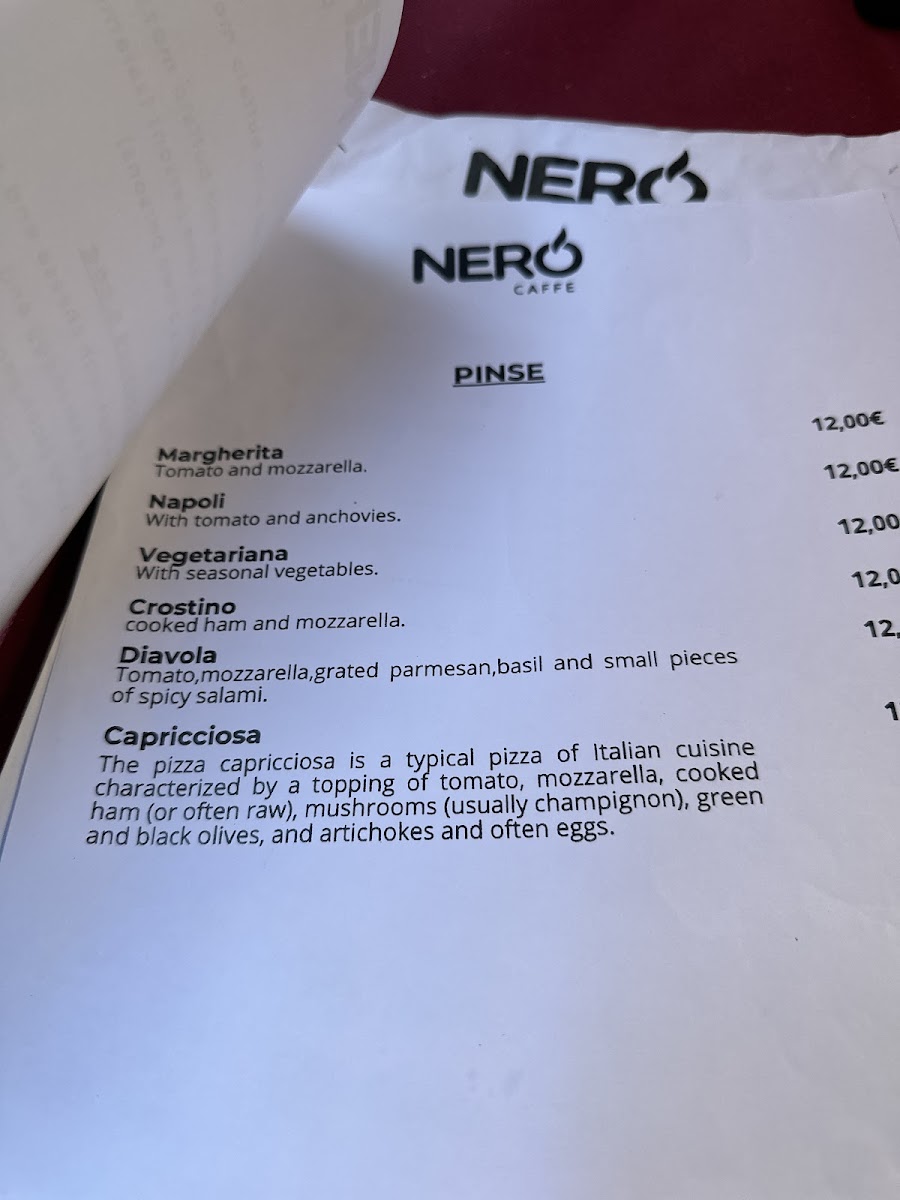 NERO
NERO
CAFFE
PINSE
Margherita 12,00€
Tomato and mozzarella.
Napoli 12,00€
With tomato and anchovies.
Vegetariana 12,00
With seasonal vegetables.
Crostino 12,0
cooked ham and mozzarella.
Diavola 12,
Tomato,mozzarella,grated parmesan,basil and small pieces
of spicy salami.
Capricciosa 1
The pizza capricciosa is a typical pizza of Italian cuisine
characterized by a topping of tomato, mozzarella, cooked
ham (or often raw), mushrooms (usually champignon), green
and black olives, and artichokes and often eggs.